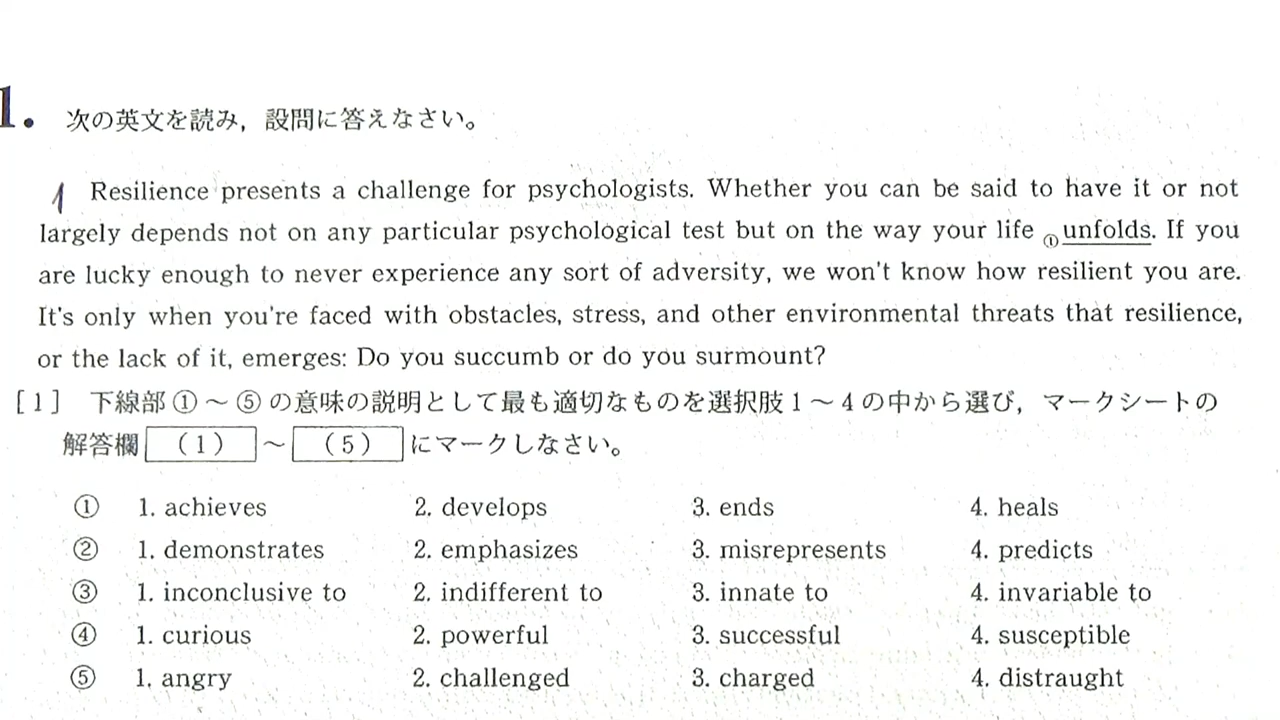 1. 次の英文を読み，設問に答えなさい。
1 Resilience presents a challenge for psychologists. Whether you can be said to have it or not
largely depends not on any particular psychological test but on the way your life ①unfolds. If you
are lucky enough to never experience any sort of adversity, we won't know how resilient you are.
It's only when you're faced with obstacles, stress, and other environmental threats that resilience,
or the lack of it, emerges: Do you succumb or do you surmount?
[1] 下線部①～⑤の意味の説明として最も適切なものを選択肢1～4の中から選び，マークシートの
解答欄 (1) ～ (5) にマークしなさい。
① 1. achieves 2. develops 3. ends 4. heals
② 1. demonstrates 2. emphasizes 3. misrepresents 4. predicts
③ 1. inconclusive to 2. indifferent to 3. innate to 4. invariable to
④ 1. curious 2. powerful 3. successful 4. susceptible
⑤ 1. angry 2. challenged 3. charged 4. distraught